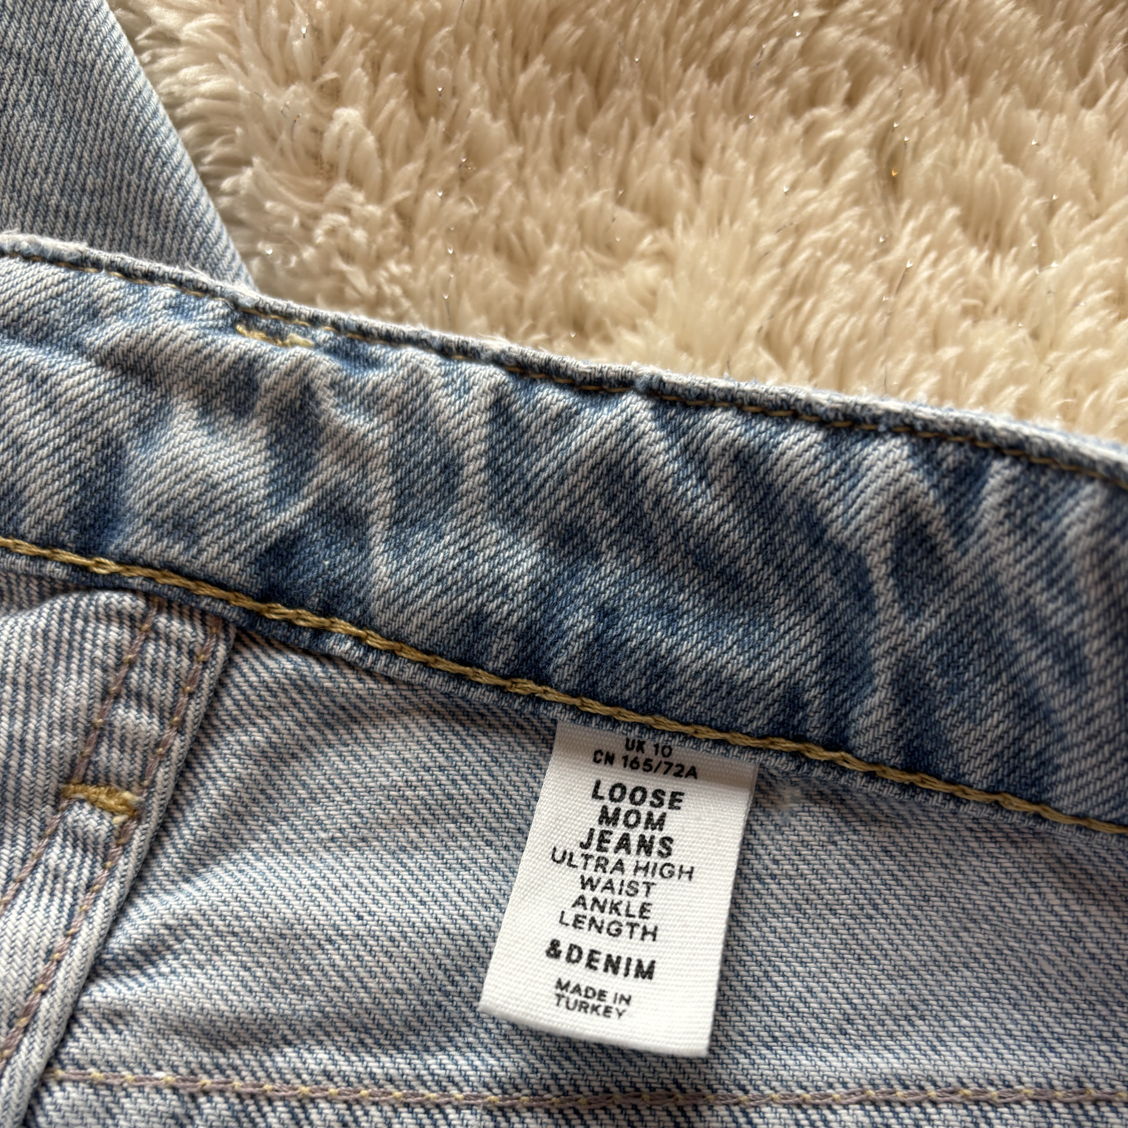 UK 10
CN 165/72A
LOOSE
MOM
JEANS
ULTRA HIGH
WAIST
ANKLE
LENGTH
&DENIM
MADE IN
TURKEY